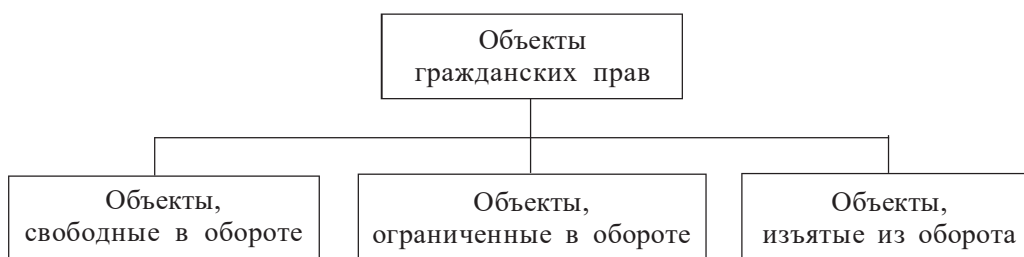 Объекты
гражданских прав
Объекты,
свободные в обороте
Объекты,
ограниченные в обороте
Объекты,
изъятые из оборота